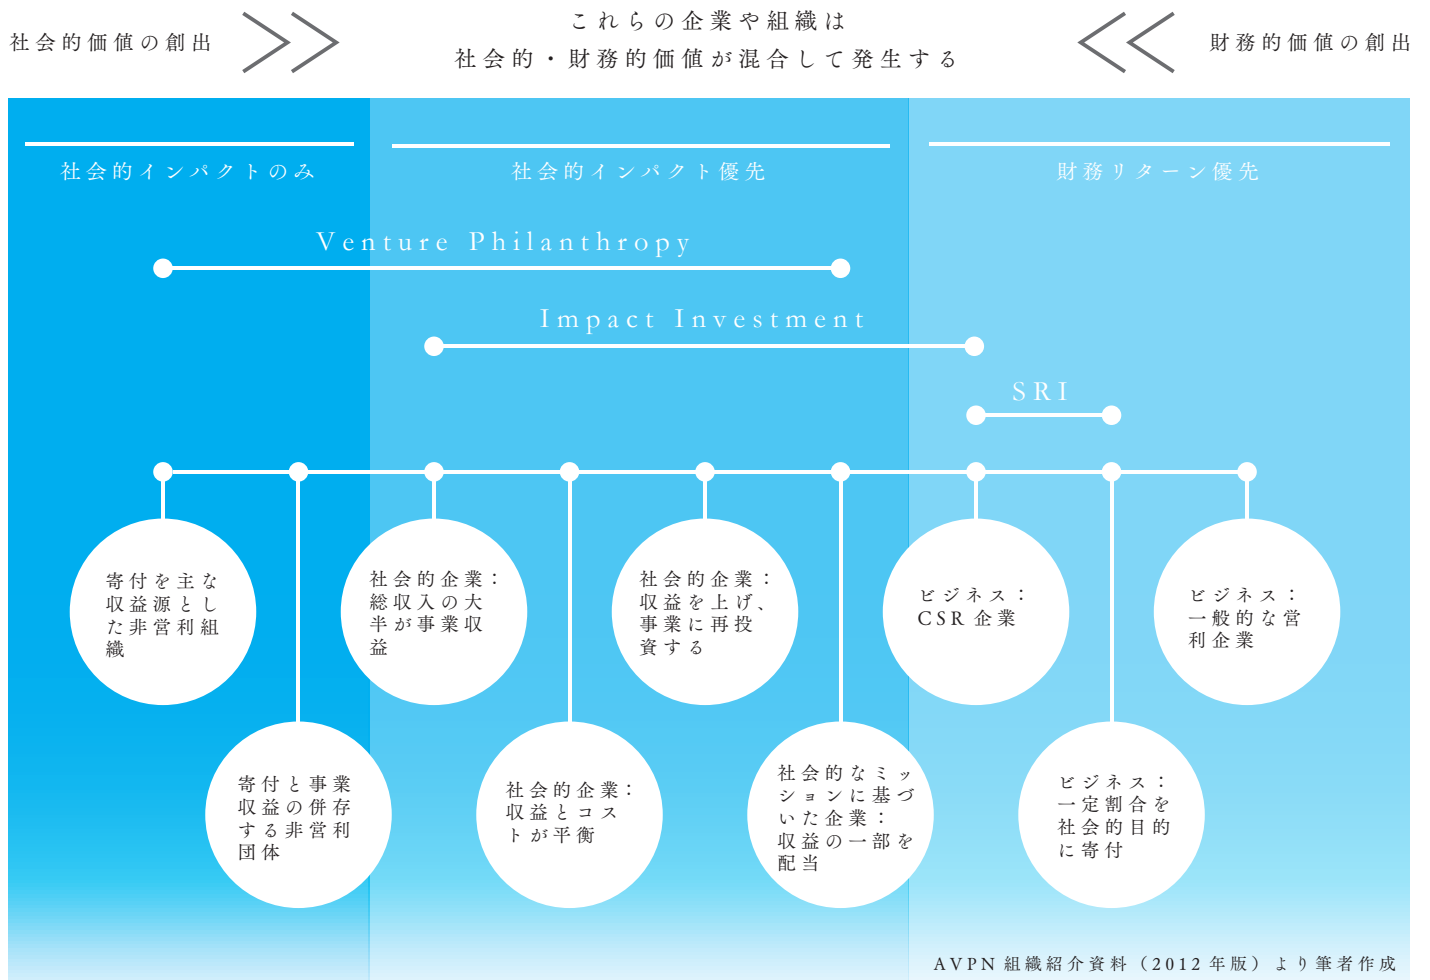 社会的価値の創出
これらの企業や組織は
社会的・財務的価値が混合して発生する
財務的価値の創出
社会的インパクトのみ
社会的インパクト優先
財務リターン優先
Venture Philanthropy
Impact Investment
SRI
寄付を主な
収益源とし
た非営利組
織
寄付と事業
収益の併存
する非営利
団体
社会的企業：
総収入の大
半が事業収
益
社会的企業：
収益とコス
トが平衡
社会的企業：
収益を上げ、
事業に再投
資する
社会的なミッ
ションに基づ
いた企業：
収益の一部を
配当
ビジネス：
CSR 企業
ビジネス：
一定割合を
社会的目的
に寄付
ビジネス：
一般的な営
利企業
AVPN 組織紹介資料（2012 年版）より筆者作成